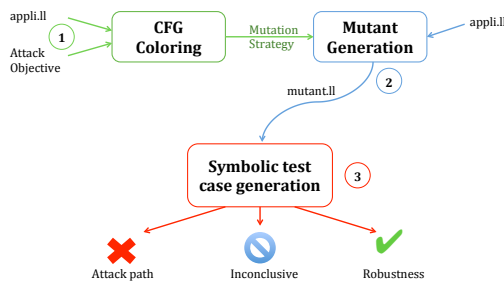 appli.ll
1
Attack
Objective
CFG
Coloring
Mutation
Strategy
Mutant
Generation
appli.ll
2
mutant.ll
Symbolic test
case generation
3
Attack path
Inconclusive
Robustness